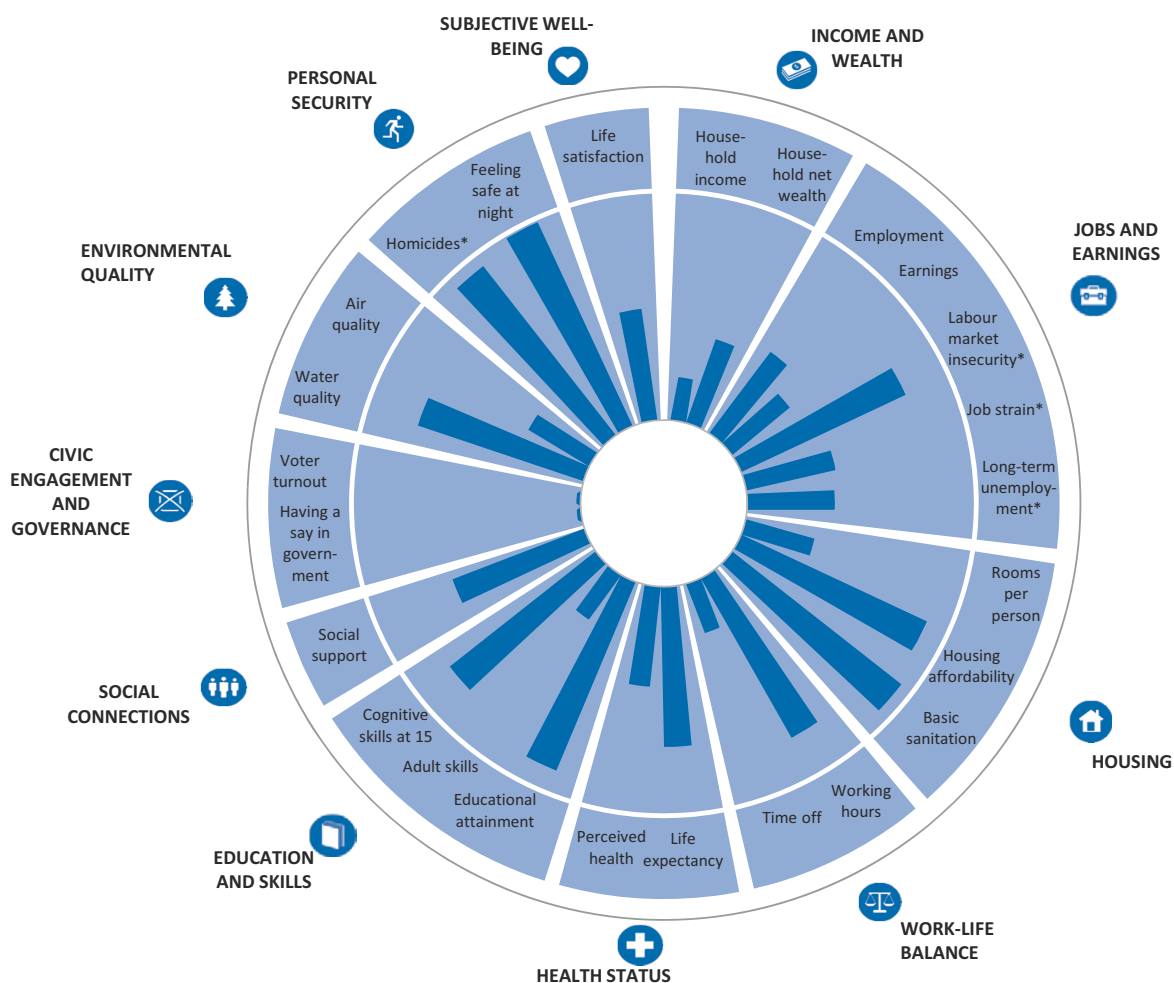 SUBJECTIVE WELL-
BEING
INCOME AND
WEALTH
PERSONAL
SECURITY
Life
satisfaction
House-
hold
income
House-
hold net
wealth
Feeling
safe at
night
Homicides*
Employment
Earnings
JOBS AND
EARNINGS
ENVIRONMENTAL
QUALITY
Air
quality
Water
quality
Labour
market
insecurity*
Job strain*
Long-term
unemploy-
ment*
CIVIC
ENGAGEMENT
AND
GOVERNANCE
Voter
turnout
Having a
say in
govern-
ment
Rooms
per
person
Housing
affordability
Basic
sanitation
HOUSING
SOCIAL
CONNECTIONS
Social
support
Cognitive
skills at 15
Adult skills
Educational
attainment
EDUCATION
AND SKILLS
Perceived
health
Life
expectancy
HEALTH STATUS
Time off
Working
hours
WORK-LIFE
BALANCE